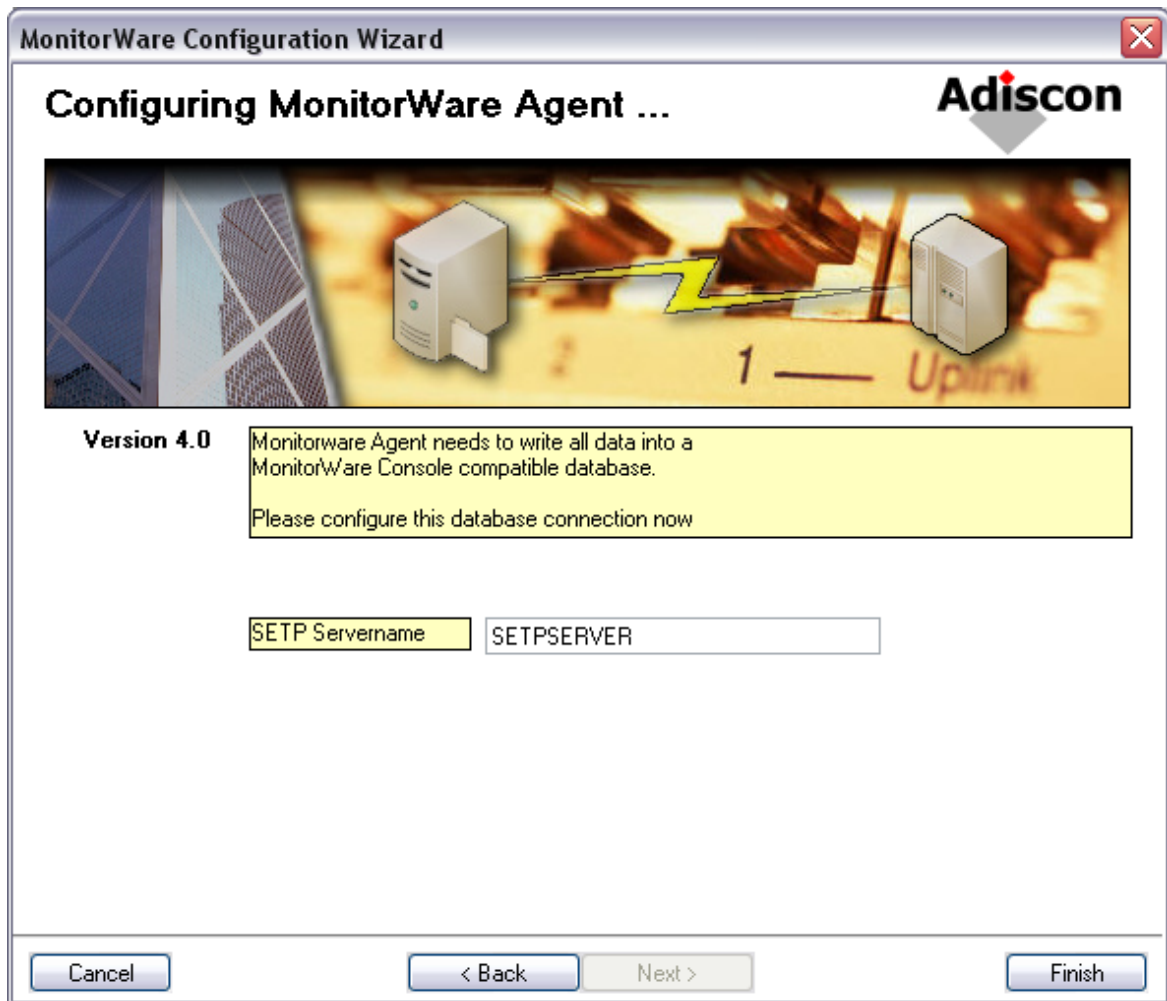 MonitorWare Configuration Wizard
Configuring MonitorWare Agent ...
Adiscon
2
1
Uplink
Version 4.0
Monitorware Agent needs to write all data into a
MonitorWare Console compatible database.
Please configure this database connection now
SETP Servername
SETPSERVER
Cancel
< Back
Next >
Finish